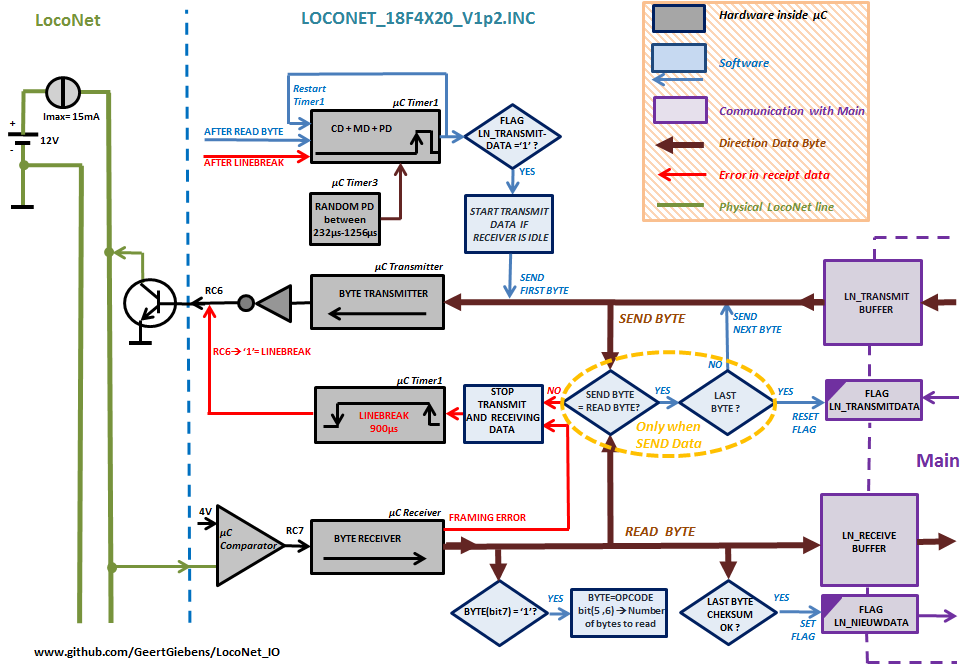 LocoNet
LOCONET_18F4X20_V1p2.INC
Hardware inside µC
Software
Communication with Main
Direction Data Byte
Error in receipt data
Physical LocoNet line
Imax= 15mA
+
12V
-
Restart
Timer1
µC Timer1
AFTER READ BYTE
AFTER LINEBREAK
CD + MD + PD
FLAG
LN_TRANSMIT-
DATA ='1' ?
YES
µC Timer3
RANDOM PD
between
232µs-1256µs
START TRANSMIT
DATA IF
RECEIVER IS IDLE
SEND
FIRST BYTE
µC Transmitter
RC6
BYTE TRANSMITTER
SEND BYTE
SEND
NEXT BYTE
LN_TRANSMIT
BUFFER
RC6→ '1'= LINEBREAK
µC Timer1
LINEBREAK
900µs
STOP
TRANSMIT
AND RECEIVING
DATA
NO
SEND BYTE
= READ BYTE?
YES
NO
LAST
BYTE ?
YES
RESET
FLAG
FLAG
LN_TRANSMITDATA
Only when
SEND Data
Main
4V
µC
Comparator
RC7
µC Receiver
BYTE RECEIVER
FRAMING ERROR
READ BYTE
LN_RECEIVE
BUFFER
BYTE(bit7) = '1'?
YES
BYTE=OPCODE
bit(5 ,6) → Number
of bytes to read
LAST BYTE
CHEKSUM
OK ?
YES
SET
FLAG
FLAG
LN_NIEUWDATA
www.github.com/GeertGiebens/LocoNet_IO